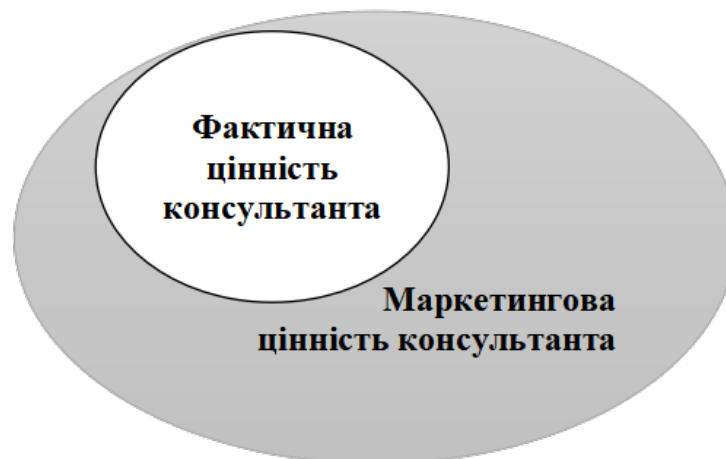 Фактична
цінність
консультанта
Маркетингова
цінність консультанта